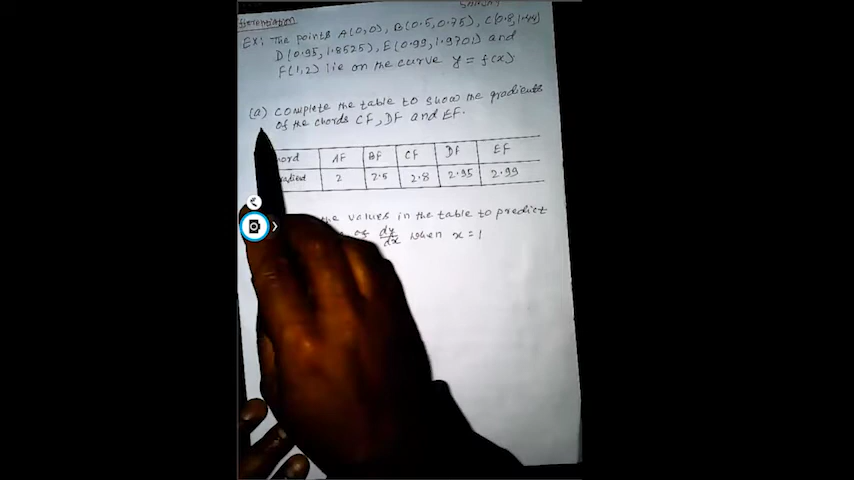 fferentiation
EX: The points A(0,0), B(0.5,0.75), C(0.8,1.44)
D(0.95,1.8525), E(0.99,1.9701) and
F(1,2) lie on the curve y = f(x)
(a) Complete the table to show the gradients
of the chords CF, DF and EF.
hord AF BF CF DF EF
radient 2 2.5 2.8 2.95 2.99
the values in the table to predict
of dy/dx when x = 1